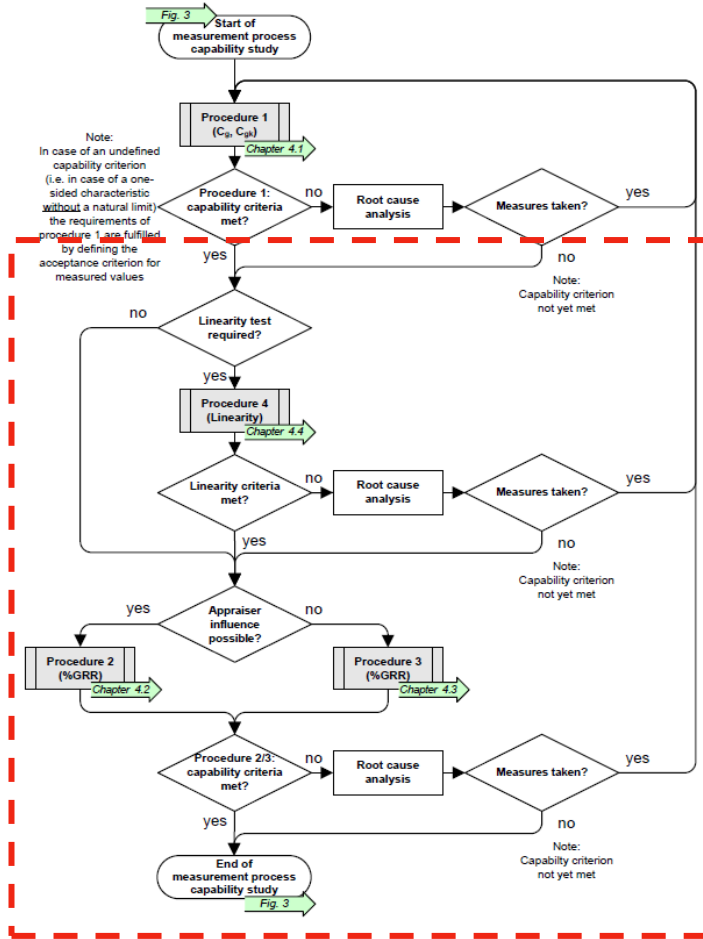 Fig. 3
Start of
measurement process
capability study
Procedure 1
(Cg, Cgk)
Chapter 4.1
Note:
In case of an undefined
capability criterion
(i.e. in case of a one-
sided characteristic
without a natural limit)
the requirements of
procedure 1 are fulfilled
by defining the
acceptance criterion for
measured values
Procedure 1:
capability criteria
met?
no
Root cause
analysis
Measures taken?
yes
yes
no
Note:
Capability criterion
not yet met
no
Linearity test
required?
yes
Procedure 4
(Linearity)
Chapter 4.4
Linearity criteria
met?
no
Root cause
analysis
Measures taken?
yes
yes
no
Note:
Capability criterion
not yet met
yes
Appraiser
influence
possible?
no
Procedure 2
(%GRR)
Chapter 4.2
Procedure 3
(%GRR)
Chapter 4.3
Procedure 2/3:
capability criteria
met?
no
Root cause
analysis
Measures taken?
yes
yes
no
Note:
Capabilty criterion
not yet met
End of
measurement process
capability study
Fig. 3